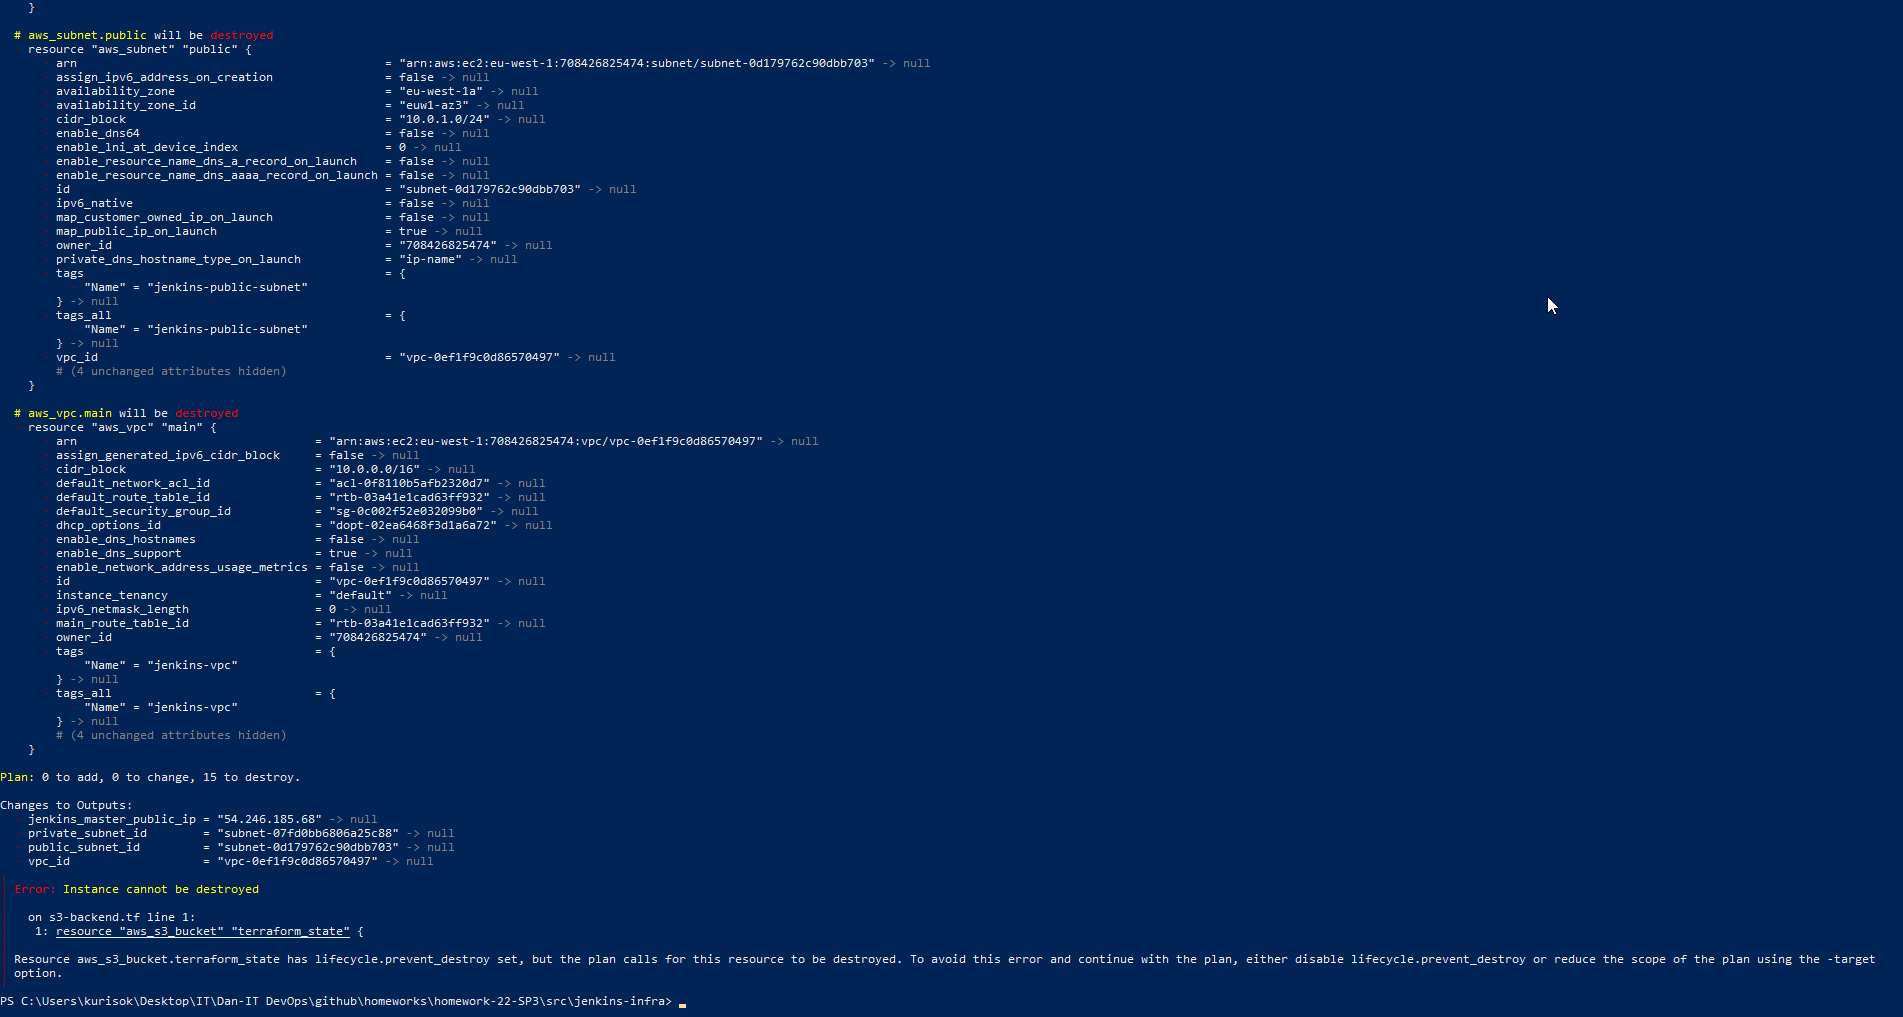 }
# aws_subnet.public will be destroyed
resource "aws_subnet" "public" {
arn = "arn:aws:ec2:eu-west-1:708426825474:subnet/subnet-0d179762c90dbb703" -> null
assign_ipv6_address_on_creation = false -> null
availability_zone = "eu-west-1a" -> null
availability_zone_id = "euw1-az3" -> null
cidr_block = "10.0.1.0/24" -> null
enable_dns64 = false -> null
enable_lni_at_device_index = 0 -> null
enable_resource_name_dns_a_record_on_launch = false -> null
enable_resource_name_dns_aaaa_record_on_launch = false -> null
id = "subnet-0d179762c90dbb703" -> null
ipv6_native = false -> null
map_customer_owned_ip_on_launch = false -> null
map_public_ip_on_launch = true -> null
owner_id = "708426825474" -> null
private_dns_hostname_type_on_launch = "ip-name" -> null
tags = {
"Name" = "jenkins-public-subnet"
} -> null
tags_all = {
"Name" = "jenkins-public-subnet"
} -> null
vpc_id = "vpc-0ef1f9c0d86570497" -> null
# (4 unchanged attributes hidden)
}
# aws_vpc.main will be destroyed
resource "aws_vpc" "main" {
arn = "arn:aws:ec2:eu-west-1:708426825474:vpc/vpc-0ef1f9c0d86570497" -> null
assign_generated_ipv6_cidr_block = false -> null
cidr_block = "10.0.0.0/16" -> null
default_network_acl_id = "acl-0f8110b5afb2320d7" -> null
default_route_table_id = "rtb-03a41e1cad63ff932" -> null
default_security_group_id = "sg-0c002f52e032099b0" -> null
dhcp_options_id = "dopt-02ea6468f3d1a6a72" -> null
enable_dns_hostnames = false -> null
enable_dns_support = true -> null
enable_network_address_usage_metrics = false -> null
id = "vpc-0ef1f9c0d86570497" -> null
instance_tenancy = "default" -> null
ipv6_netmask_length = 0 -> null
main_route_table_id = "rtb-03a41e1cad63ff932" -> null
owner_id = "708426825474" -> null
tags = {
"Name" = "jenkins-vpc"
} -> null
tags_all = {
"Name" = "jenkins-vpc"
} -> null
# (4 unchanged attributes hidden)
}
Plan: 0 to add, 0 to change, 15 to destroy.
Changes to Outputs:
jenkins_master_public_ip = "54.246.185.68" -> null
private_subnet_id = "subnet-07fd0bb6806a25c88" -> null
public_subnet_id = "subnet-0d179762c90dbb703" -> null
vpc_id = "vpc-0ef1f9c0d86570497" -> null
Error: Instance cannot be destroyed
on s3-backend.tf line 1:
1: resource "aws_s3_bucket" "terraform_state" {
Resource aws_s3_bucket.terraform_state has lifecycle.prevent_destroy set, but the plan calls for this resource to be destroyed. To avoid this error and continue with the plan, either disable lifecycle.prevent_destroy or reduce the scope of the plan using the -target
option.
PS C:\Users\kurisok\Desktop\IT\Dan-IT DevOps\github\homeworks\homework-22-SP3\src\jenkins-infra>